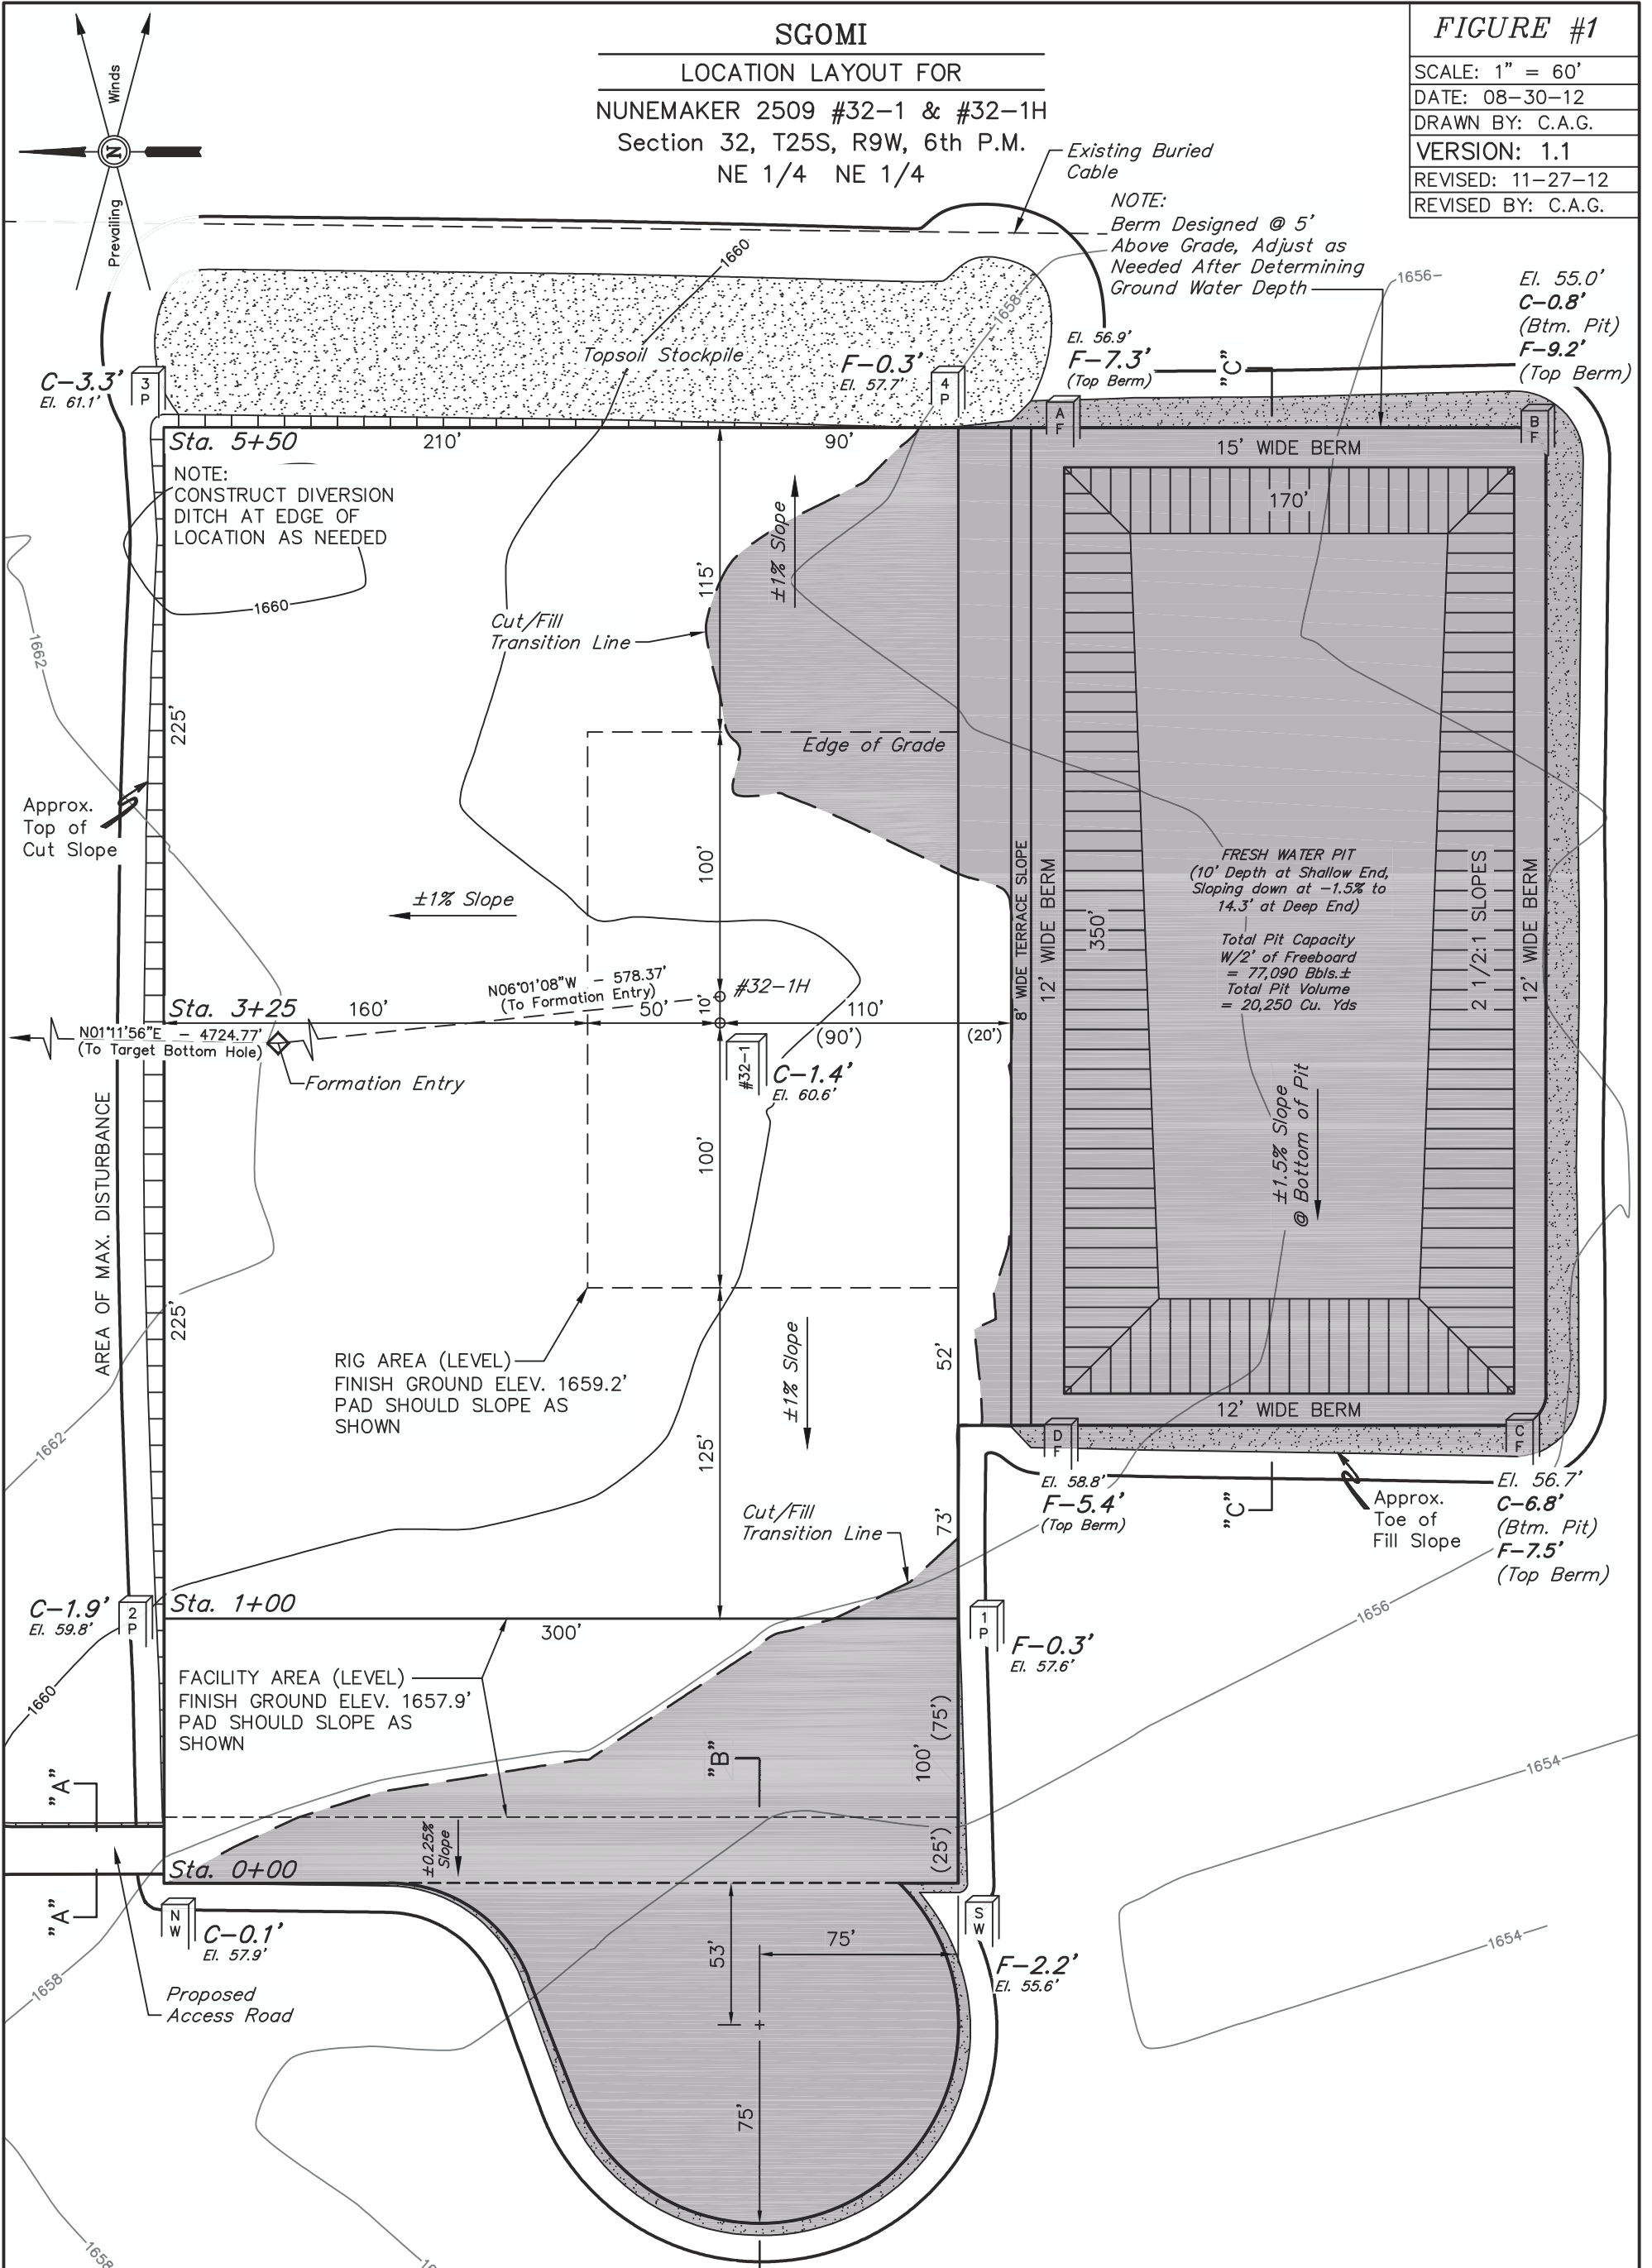 SGOMI
LOCATION LAYOUT FOR
NUNEMAKER 2509 #32-1 & #32-1H
Section 32, T25S, R9W, 6th P.M.
NE 1/4 NE 1/4
FIGURE #1
SCALE: 1" = 60'
DATE: 08-30-12
DRAWN BY: C.A.G.
VERSION: 1.1
REVISED: 11-27-12
REVISED BY: C.A.G.
Winds
N
Prevailing
Existing Buried
Cable
NOTE:
Berm Designed @ 5'
Above Grade, Adjust as
Needed After Determining
Ground Water Depth
1660
1658
1656
El. 55.0'
C-0.8'
(Btm. Pit)
F-9.2'
(Top Berm)
El. 56.9'
F-7.3'
(Top Berm)
"C"
Topsoil Stockpile
C-3.3'
El. 61.1'
3
P
F-0.3'
El. 57.7'
4
P
A
F
B
F
Sta. 5+50
210'
90'
15' WIDE BERM
170'
NOTE:
CONSTRUCT DIVERSION
DITCH AT EDGE OF
LOCATION AS NEEDED
1660
1662
±1% Slope
115'
Cut/Fill
Transition Line
225'
Edge of Grade
Approx.
Top of
Cut Slope
100'
±1% Slope
8' WIDE TERRACE SLOPE
12' WIDE BERM
350'
FRESH WATER PIT
(10' Depth at Shallow End,
Sloping down at -1.5% to
14.3' at Deep End)
Total Pit Capacity
W/2' of Freeboard
= 77,090 Bbls.±
Total Pit Volume
= 20,250 Cu. Yds
2 1/2:1 SLOPES
12' WIDE BERM
N06°01'08"W - 578.37'
(To Formation Entry)
#32-1H
Sta. 3+25
160'
50'
10'
110'
(90')
(20')
N01°11'56"E - 4724.77'
(To Target Bottom Hole)
Formation Entry
#32-1
C-1.4'
El. 60.6'
±1.5% Slope
@ Bottom of Pit
AREA OF MAX. DISTURBANCE
100'
225'
RIG AREA (LEVEL)
FINISH GROUND ELEV. 1659.2'
PAD SHOULD SLOPE AS
SHOWN
±1% Slope
52'
12' WIDE BERM
1662
125'
D
F
C
F
El. 58.8'
F-5.4'
(Top Berm)
"C"
Approx.
Toe of
Fill Slope
El. 56.7'
C-6.8'
(Btm. Pit)
F-7.5'
(Top Berm)
Cut/Fill
Transition Line
73'
C-1.9'
El. 59.8'
2
P
Sta. 1+00
300'
1
P
F-0.3'
El. 57.6'
1656
1660
FACILITY AREA (LEVEL)
FINISH GROUND ELEV. 1657.9'
PAD SHOULD SLOPE AS
SHOWN
"B"
100'
(75')
1654
"A"
±0.25%
Slope
(25')
Sta. 0+00
"A"
N
W
C-0.1'
El. 57.9'
S
W
F-2.2'
El. 55.6'
53'
75'
1654
1658
Proposed
Access Road
75'
1658